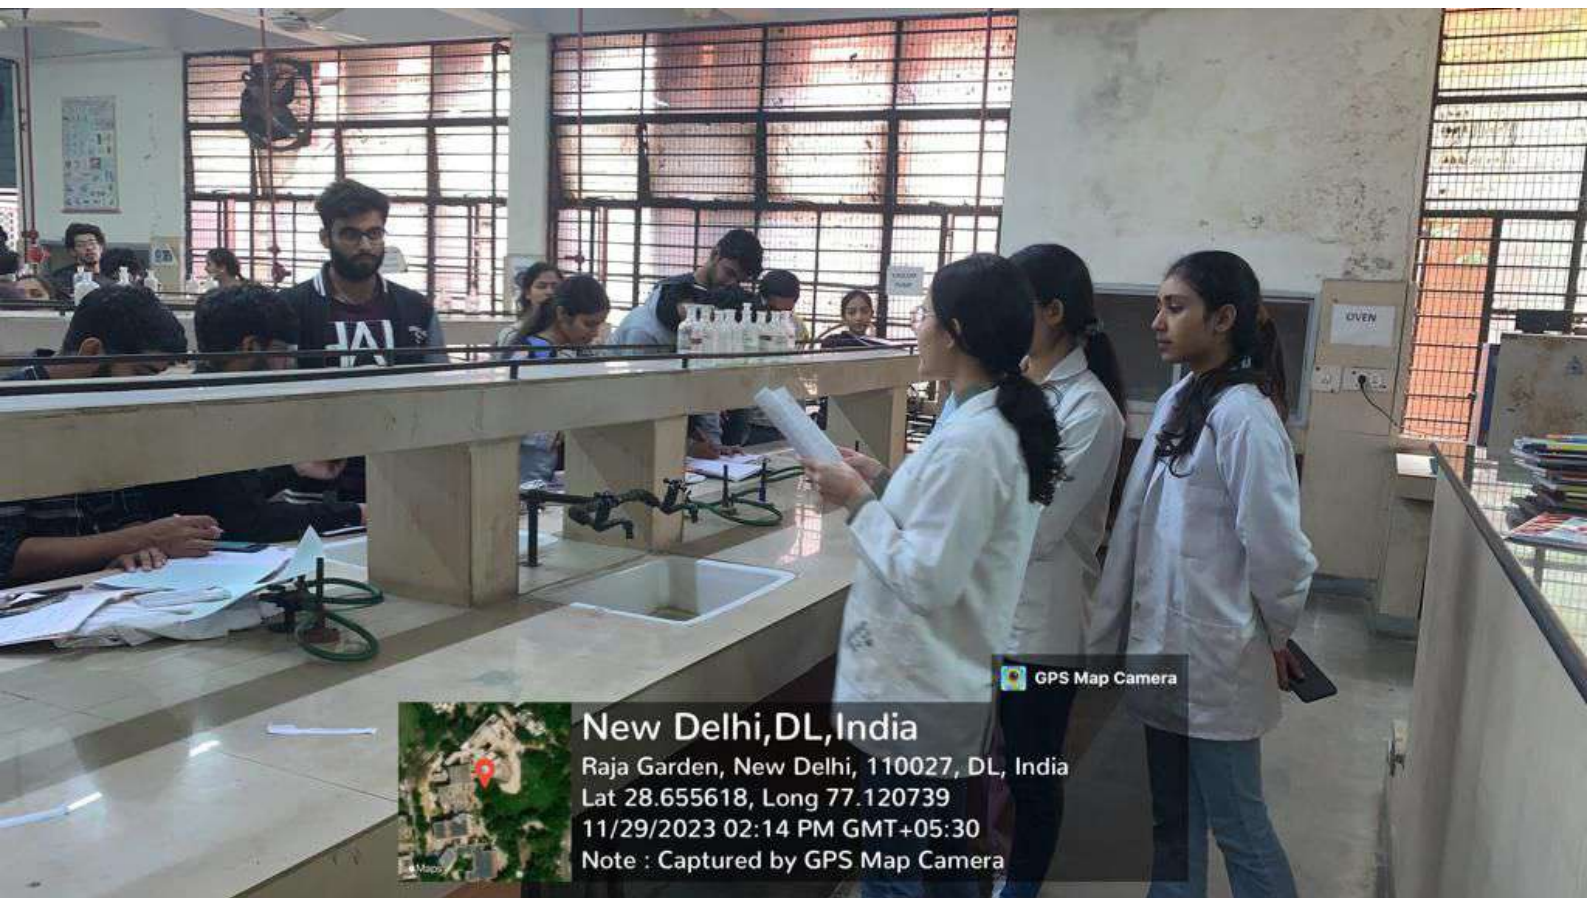 OVEN
GPS Map Camera
New Delhi,DL,India
Raja Garden, New Delhi, 110027, DL, India
Lat 28.655618, Long 77.120739
11/29/2023 02:14 PM GMT+05:30
Note : Captured by GPS Map Camera
Maps